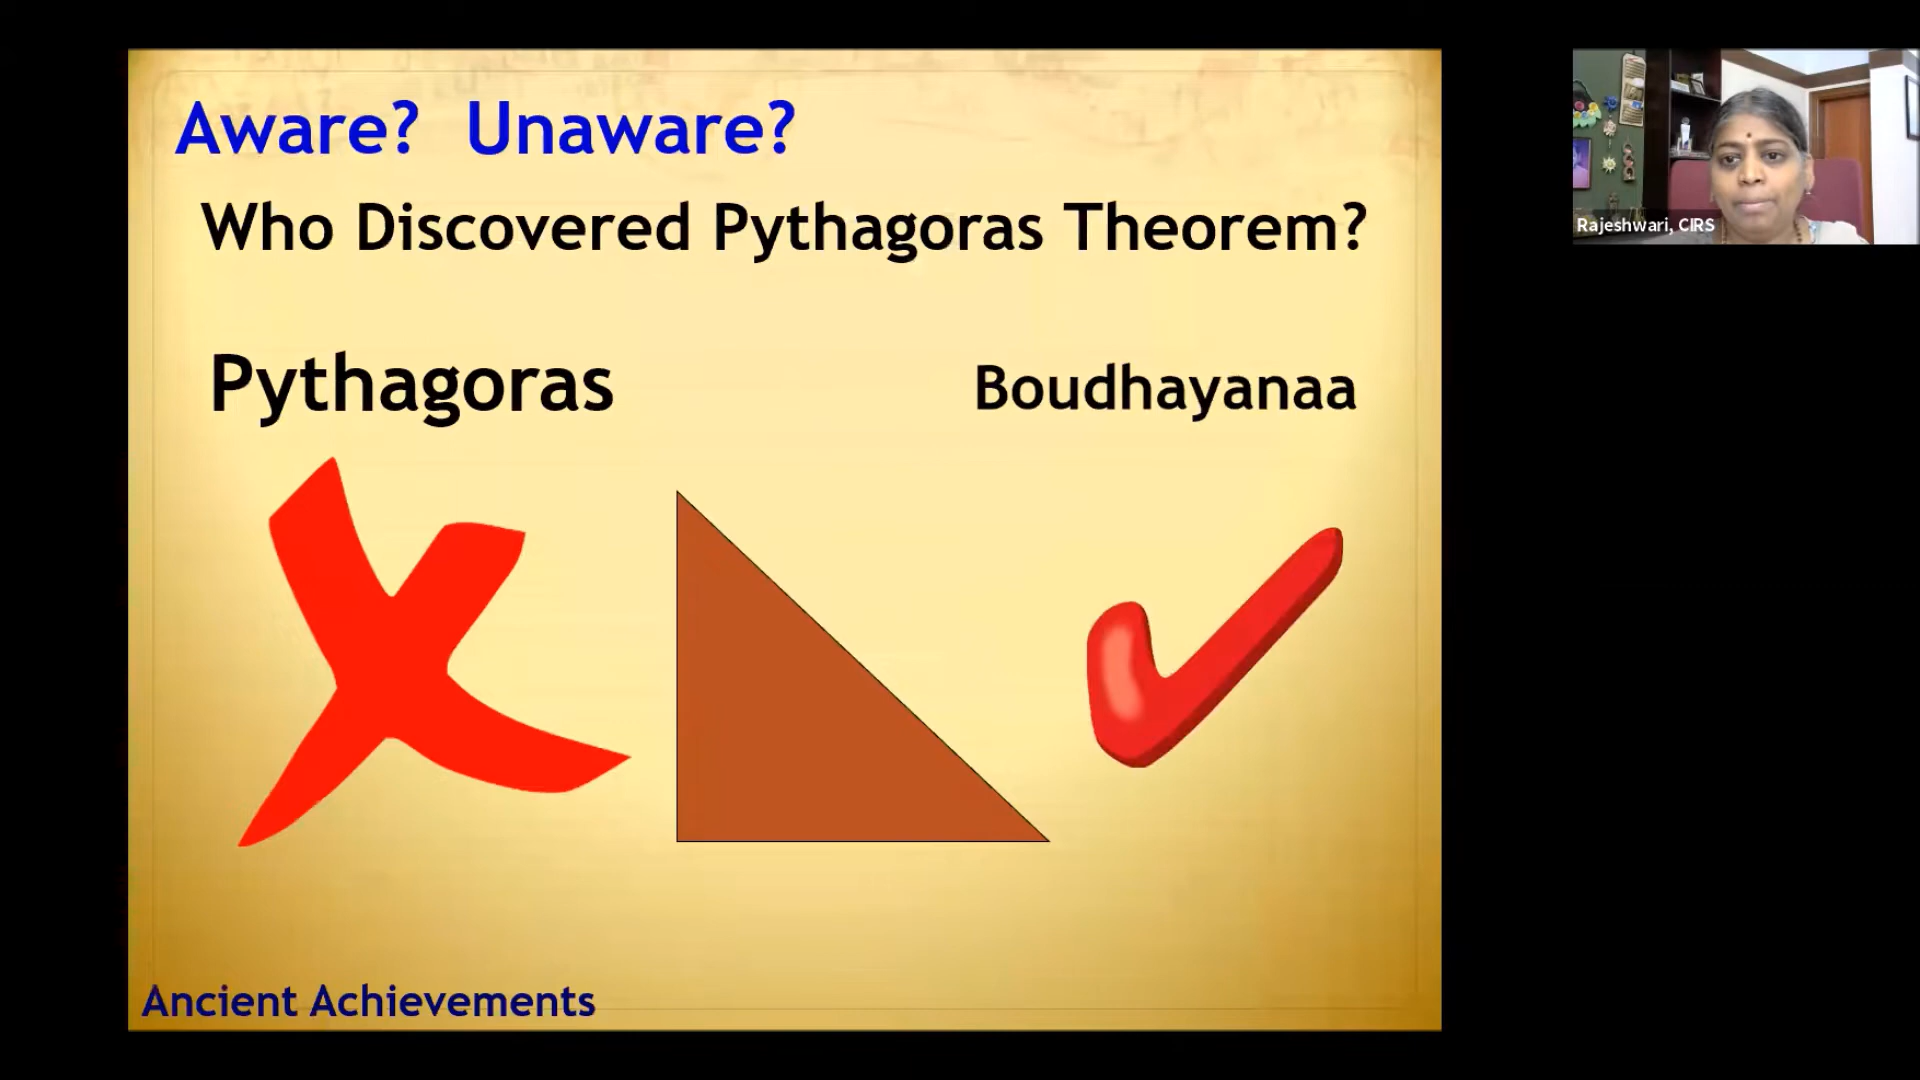 Aware? Unaware?
Who Discovered Pythagoras Theorem?
Pythagoras
Boudhayanaa
Ancient Achievements
Rajeshwari, CIRS